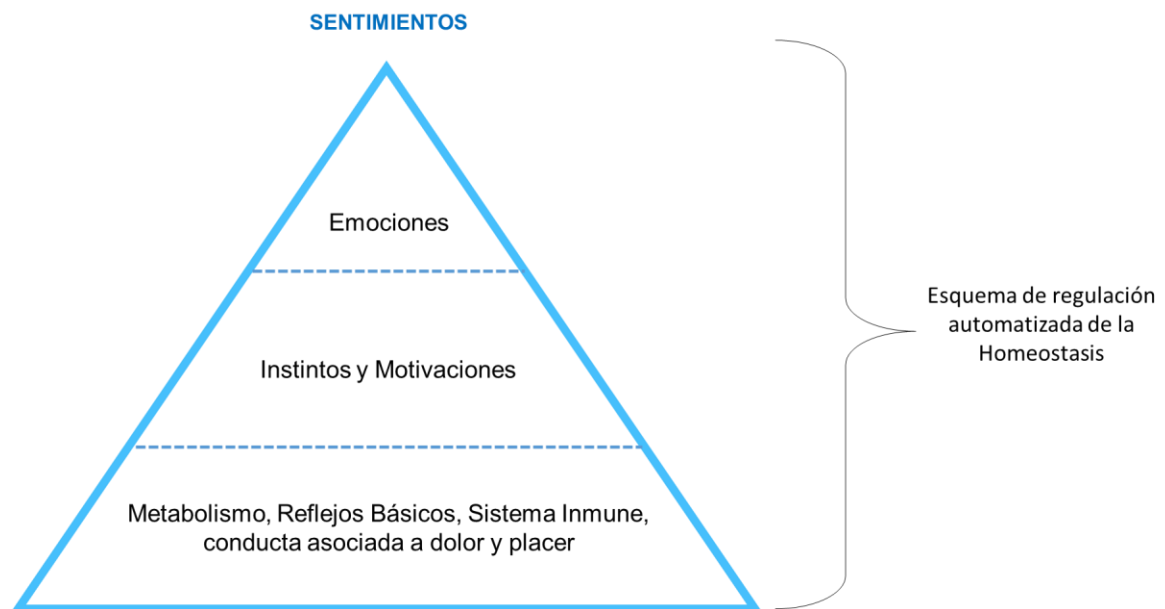 SENTIMIENTOS
Emociones
Instintos y Motivaciones
Metabolismo, Reflejos Básicos, Sistema Inmune,
conducta asociada a dolor y placer
Esquema de regulación
automatizada de la
Homeostasis